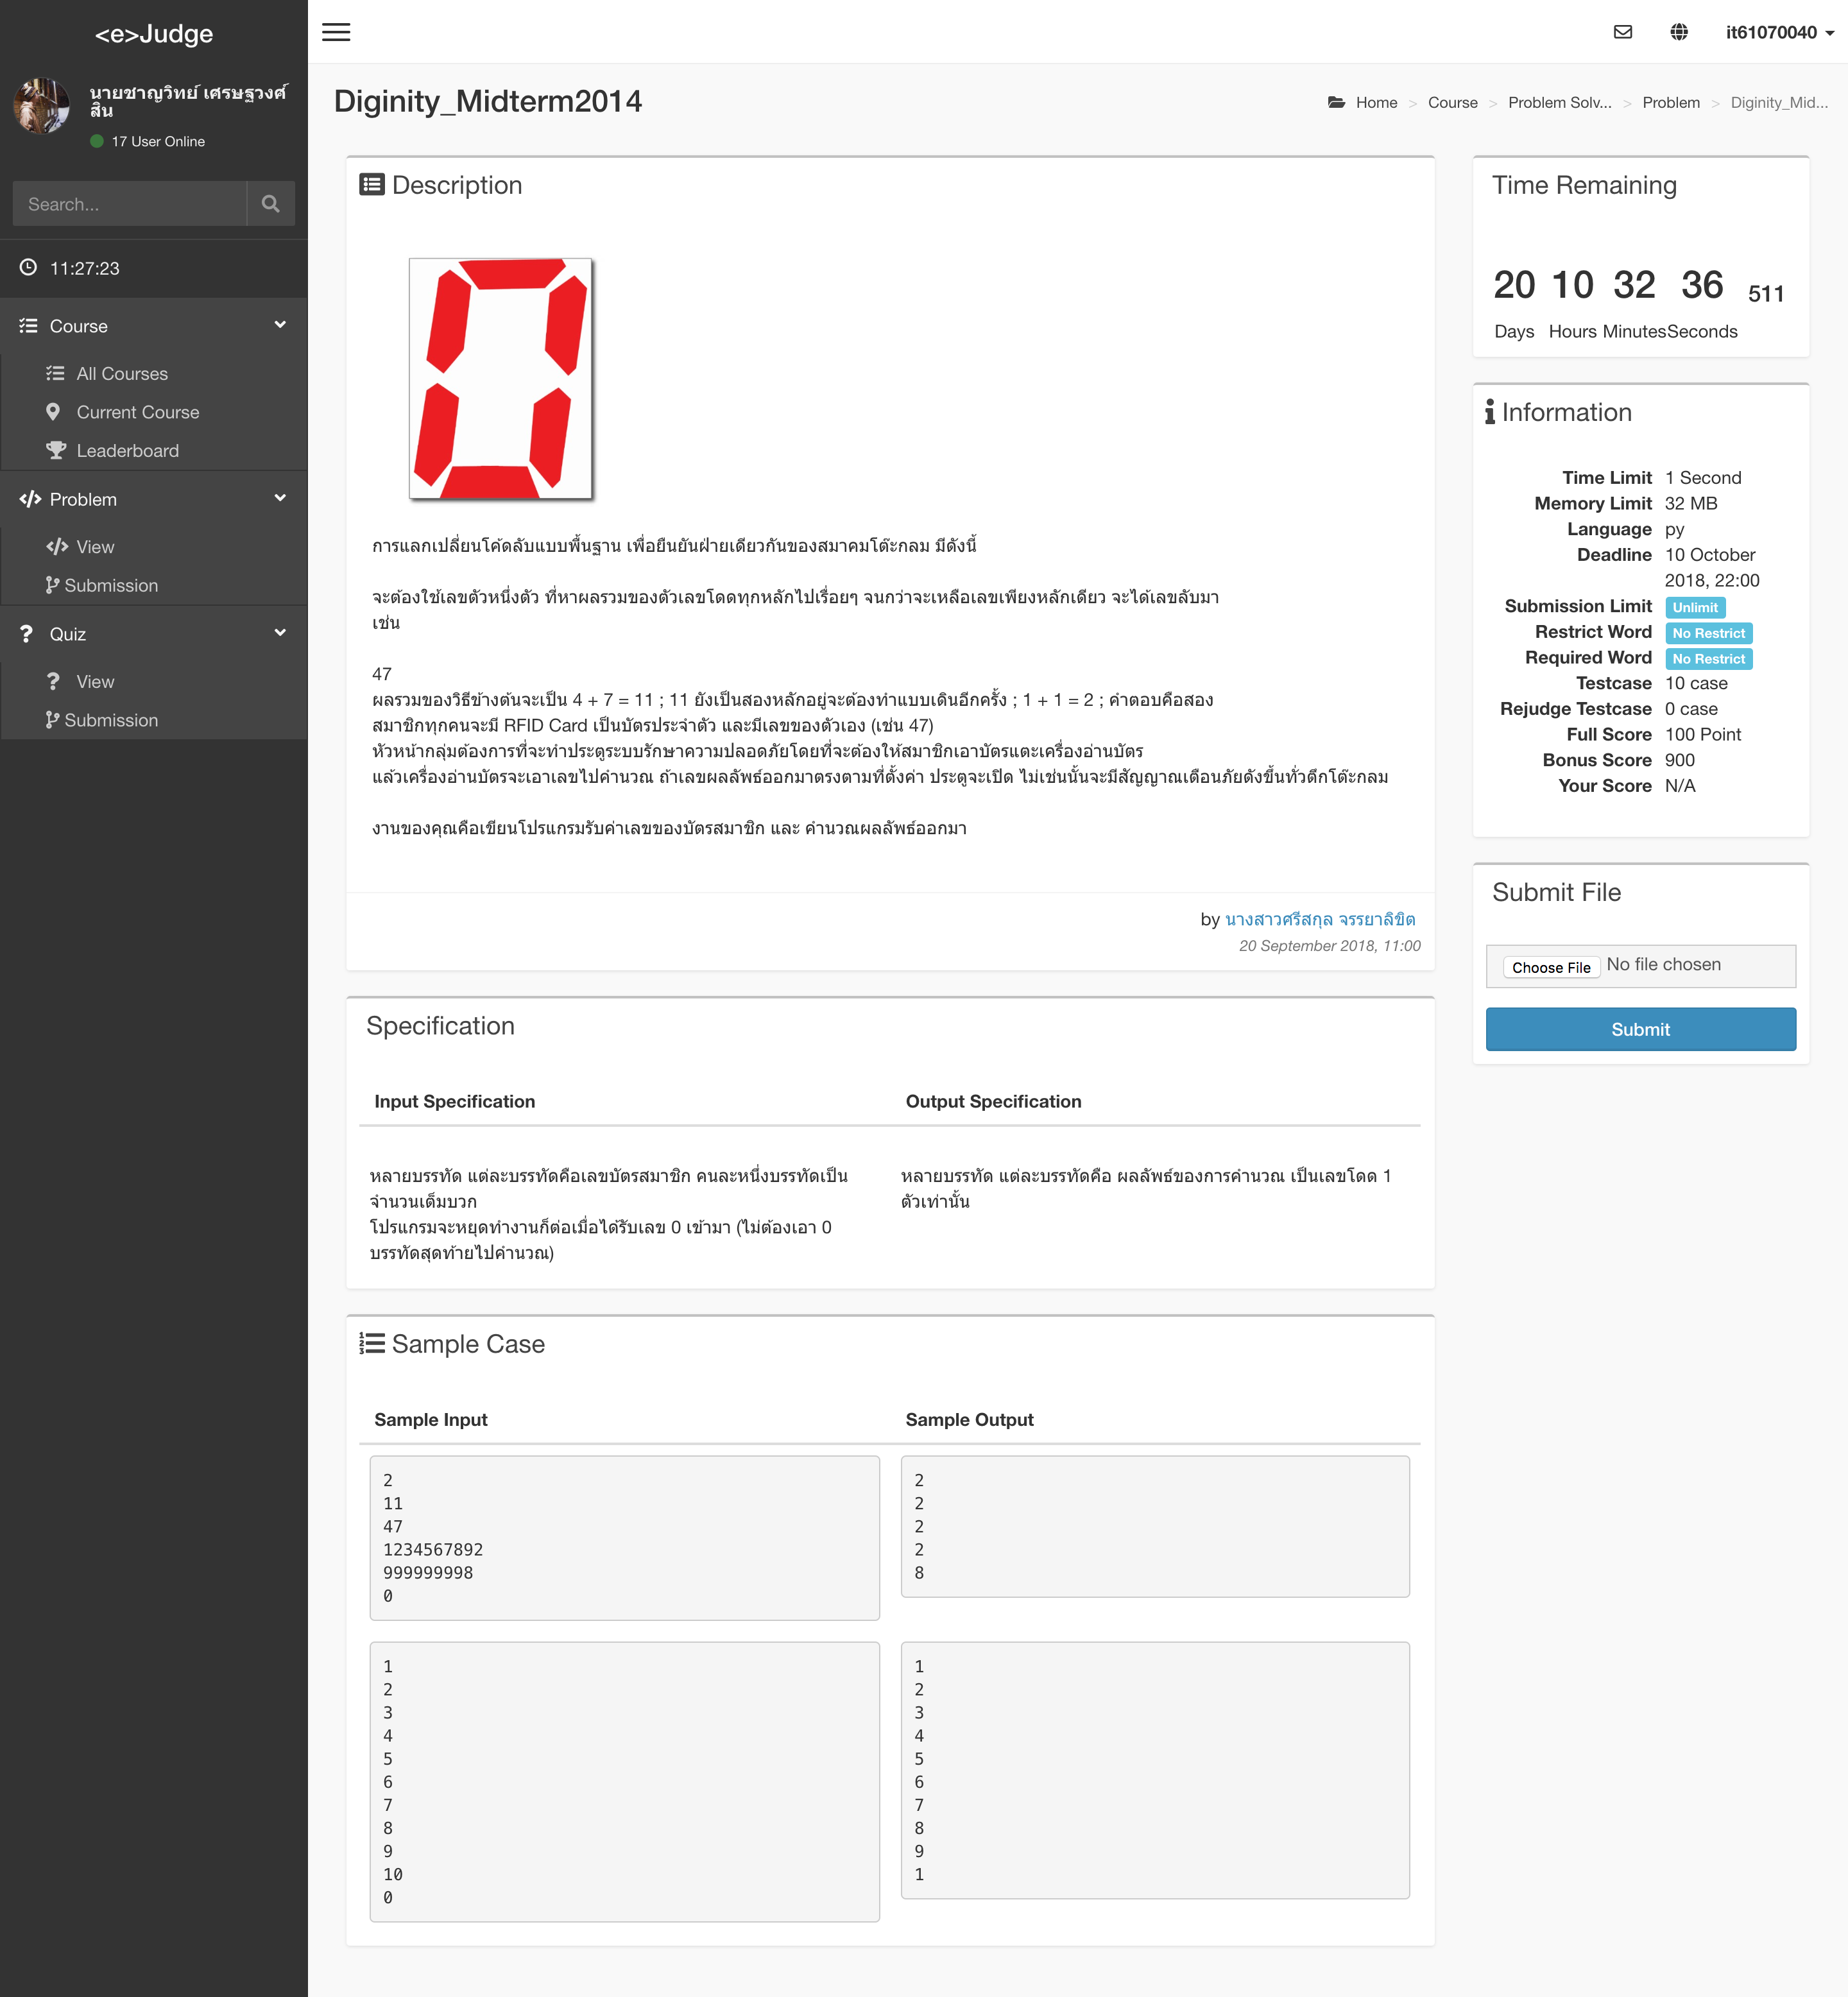 <e>Judge
นายชาญวิทย์ เศรษฐวงศ์
สิน
17 User Online
Search...
11:27:23
Course
All Courses
Current Course
Leaderboard
Problem
View
Submission
Quiz
View
Submission
it61070040
Diginity_Midterm2014
Home > Course > Problem Solv... > Problem > Diginity_Mid...
Description
การแลกเปลี่ยนโค้ดลับแบบพื้นฐาน เพื่อยืนยันฝ่ายเดียวกันของสมาคมโต๊ะกลม มีดังนี้
จะต้องใช้เลขตัวหนึ่งตัว ที่หาผลรวมของตัวเลขโดดทุกหลักไปเรื่อยๆ จนกว่าจะเหลือเลขเพียงหลักเดียว จะได้เลขลับมา
เช่น
47
ผลรวมของวิธีข้างต้นจะเป็น 4 + 7 = 11 ; 11 ยังเป็นสองหลักอยู่จะต้องทำแบบเดินอีกครั้ง ; 1 + 1 = 2 ; คำตอบคือสอง
สมาชิกทุกคนจะมี RFID Card เป็นบัตรประจำตัว และมีเลขของตัวเอง (เช่น 47)
หัวหน้ากลุ่มต้องการที่จะทำประตูระบบรักษาความปลอดภัยโดยที่จะต้องให้สมาชิกเอาบัตรแตะเครื่องอ่านบัตร
แล้วเครื่องอ่านบัตรจะเอาเลขไปคำนวณ ถ้าเลขผลลัพธ์ออกมาตรงตามที่ตั้งค่า ประตูจะเปิด ไม่เช่นนั้นจะมีสัญญาณเตือนภัยดังขึ้นทั่วตึกโต๊ะกลม
งานของคุณคือเขียนโปรแกรมรับค่าเลขของบัตรสมาชิก และ คำนวณผลลัพธ์ออกมา
by นางสาวศรีสกุล จรรยาลิขิต
20 September 2018, 11:00
Specification
Input Specification
Output Specification
หลายบรรทัด แต่ละบรรทัดคือเลขบัตรสมาชิก คนละหนึ่งบรรทัดเป็น
จำนวนเต็มบวก
โปรแกรมจะหยุดทำงานก็ต่อเมื่อได้รับเลข 0 เข้ามา (ไม่ต้องเอา 0
บรรทัดสุดท้ายไปคำนวณ)
หลายบรรทัด แต่ละบรรทัดคือ ผลลัพธ์ของการคำนวณ เป็นเลขโดด 1
ตัวเท่านั้น
Sample Case
Sample Input
Sample Output
2
11
47
1234567892
999999998
0
2
2
2
2
8
1
2
3
4
5
6
7
8
9
10
0
1
2
3
4
5
6
7
8
9
1
Time Remaining
20 10 32 36 511
Days Hours Minutes Seconds
Information
Time Limit 1 Second
Memory Limit 32 MB
Language py
Deadline 10 October
2018, 22:00
Submission Limit Unlimit
Restrict Word No Restrict
Required Word No Restrict
Testcase 10 case
Rejudge Testcase 0 case
Full Score 100 Point
Bonus Score 900
Your Score N/A
Submit File
Choose File No file chosen
Submit